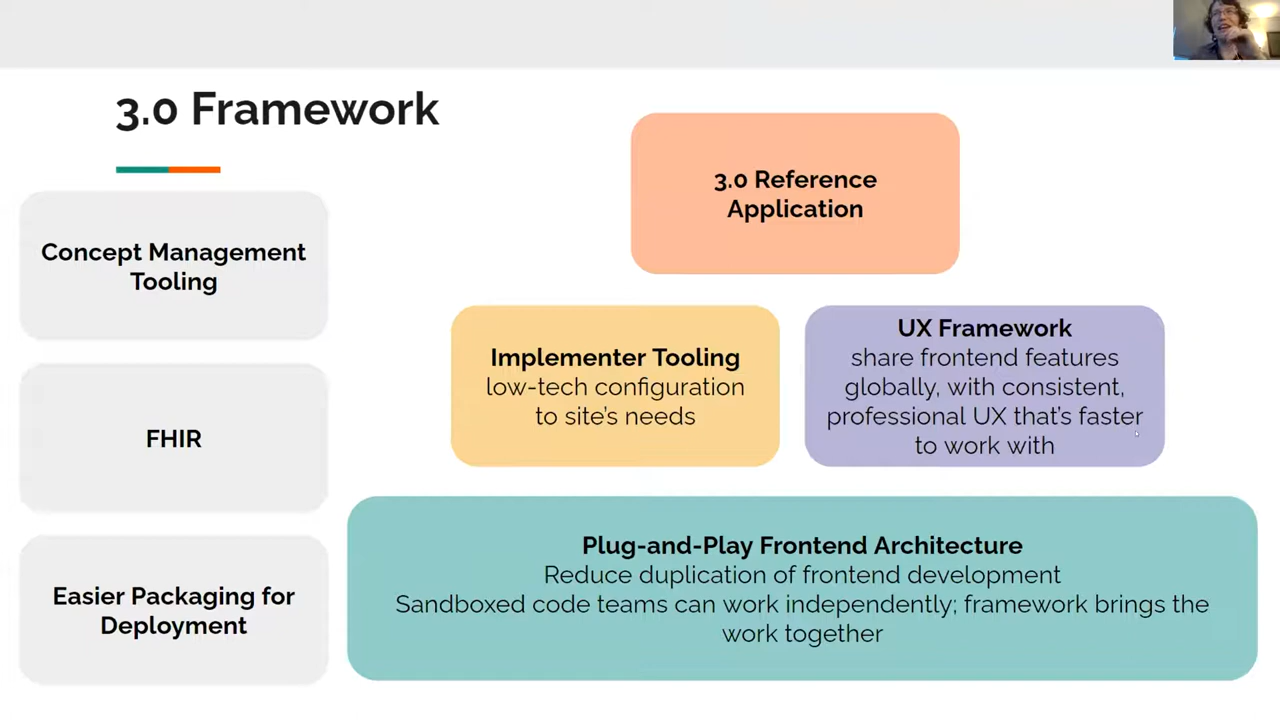 3.0 Framework
Concept Management
Tooling
FHIR
Easier Packaging for
Deployment
3.0 Reference
Application
Implementer Tooling
low-tech configuration
to site's needs
UX Framework
share frontend features
globally, with consistent,
professional UX that's faster
to work with
Plug-and-Play Frontend Architecture
Reduce duplication of frontend development
Sandboxed code teams can work independently; framework brings the
work together